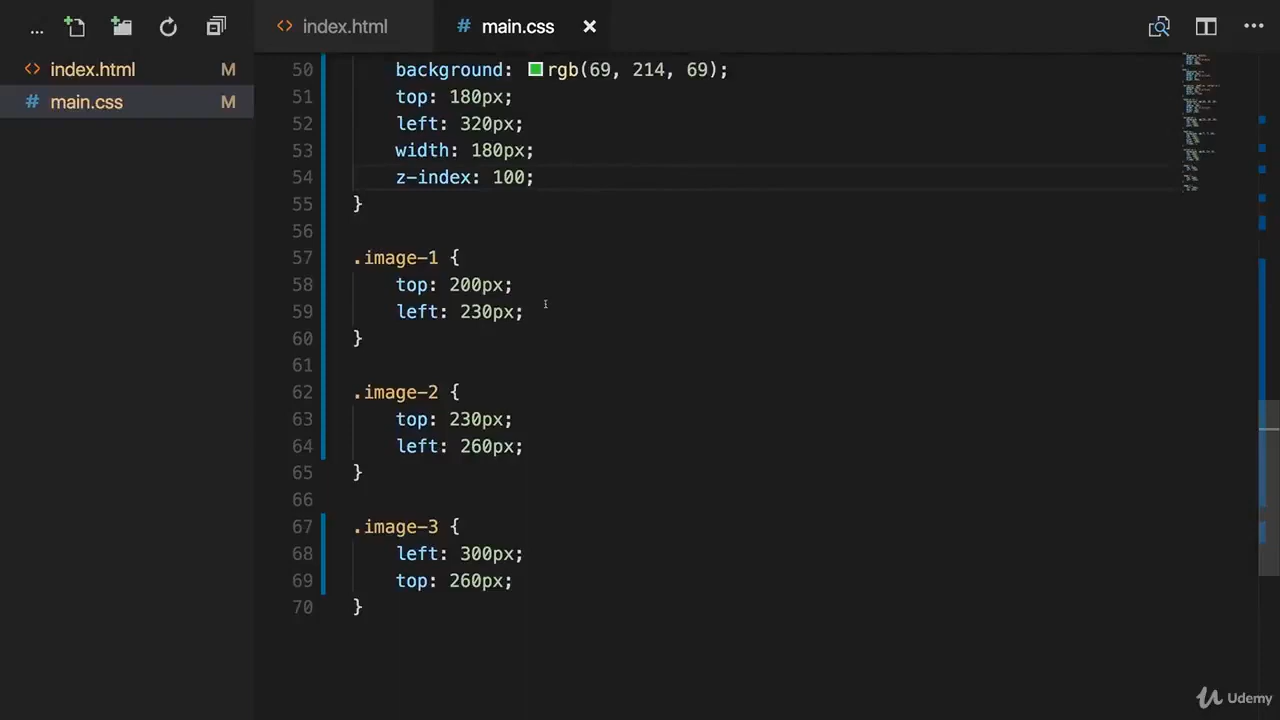 ... index.html # main.css × ...
<> index.html M
# main.css M
50 background: rgb(69, 214, 69);
51 top: 180px;
52 left: 320px;
53 width: 180px;
54 z-index: 100;
55 }
56
57 .image-1 {
58 top: 200px;
59 left: 230px;
60 }
61
62 .image-2 {
63 top: 230px;
64 left: 260px;
65 }
66
67 .image-3 {
68 left: 300px;
69 top: 260px;
70 }
Udemy